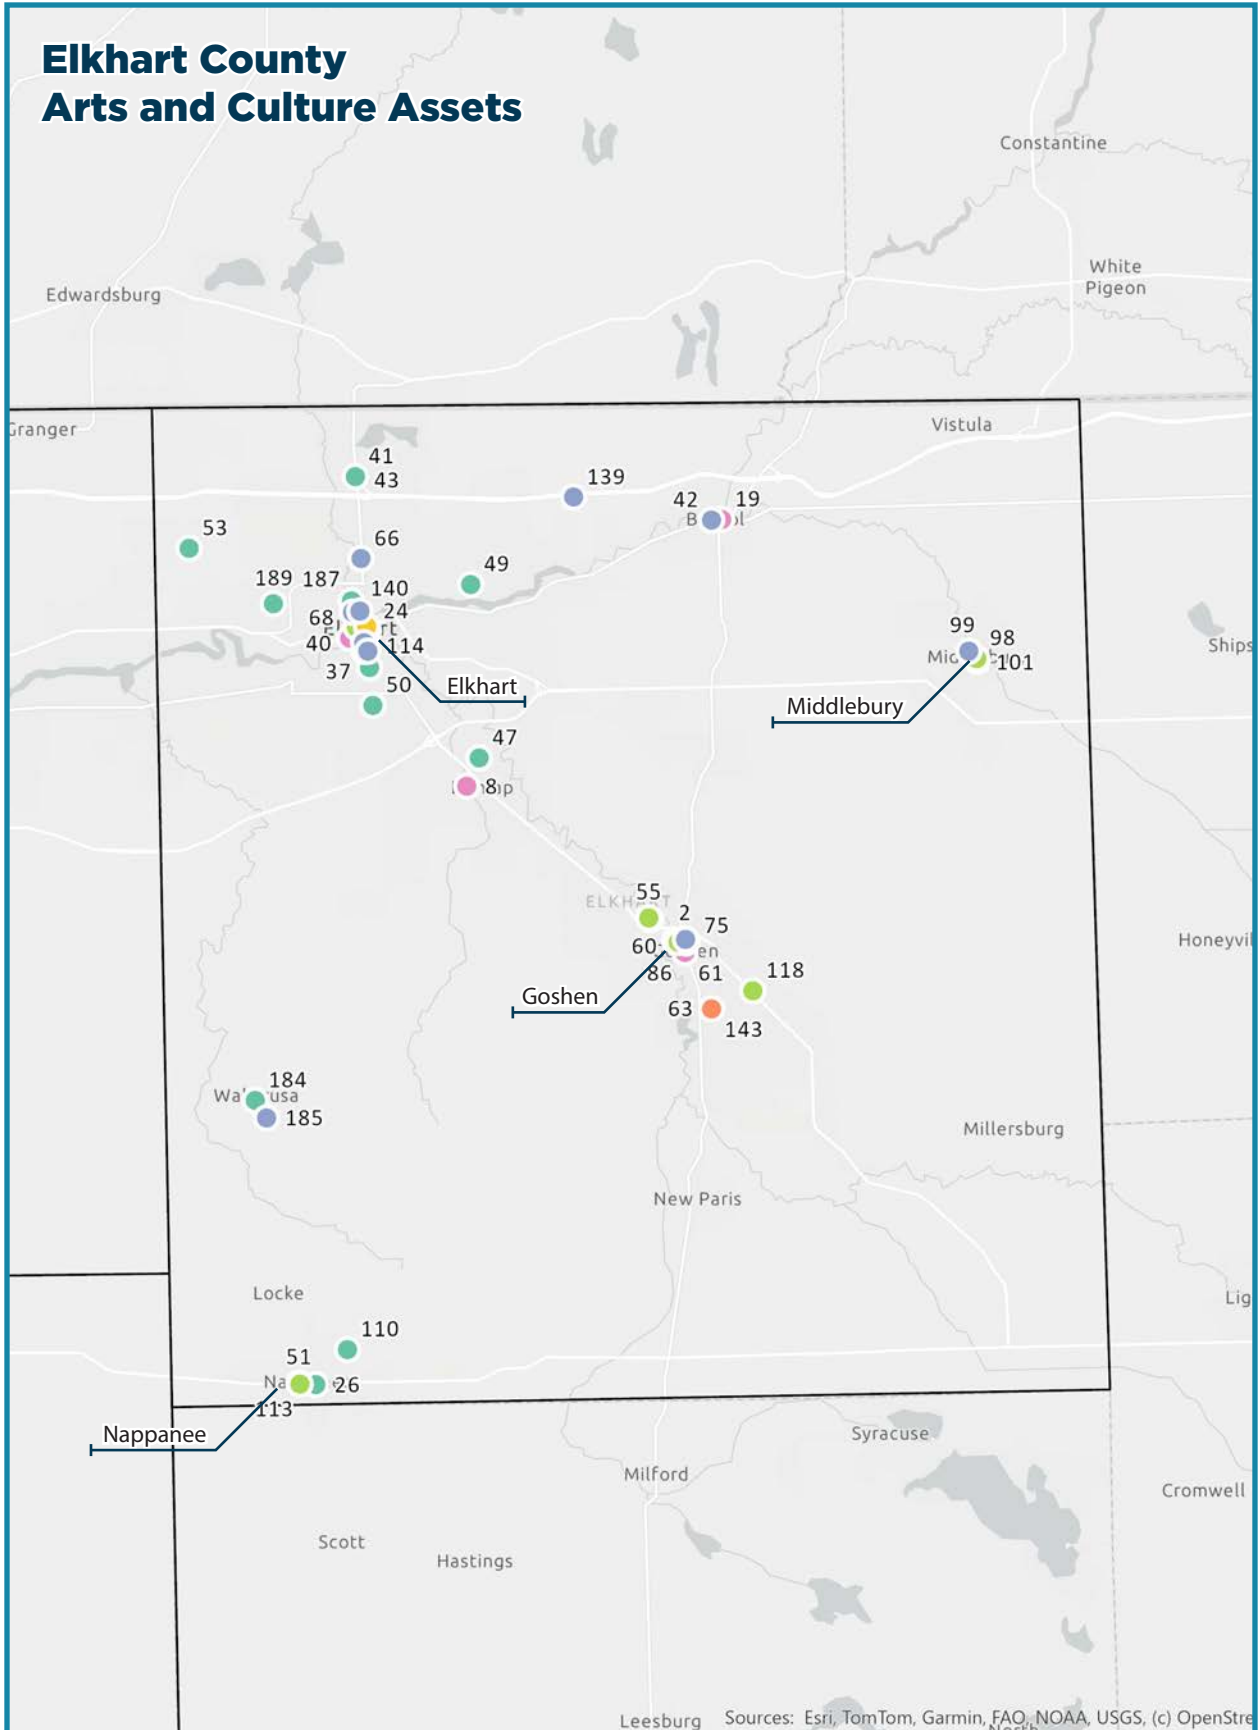 Elkhart County
Arts and Culture Assets
Constantine
White
Pigeon
Edwardsburg
Granger
Vistula
41
43
139
42
19
53
66
49
189
187
140
68
24
40
114
37
50
Elkhart
99
98
101
Ships
Middlebury
47
8
55
ELKHART
2
75
60
86
61
118
Honeyvil
Goshen
63
143
184
185
Millersburg
New Paris
Locke
Lig
110
51
26
113
Nappanee
Syracuse
Milford
Cromwell
Scott
Hastings
Leesburg
Sources: Esri, TomTom, Garmin, FAO, NOAA, USGS, (c) OpenStre